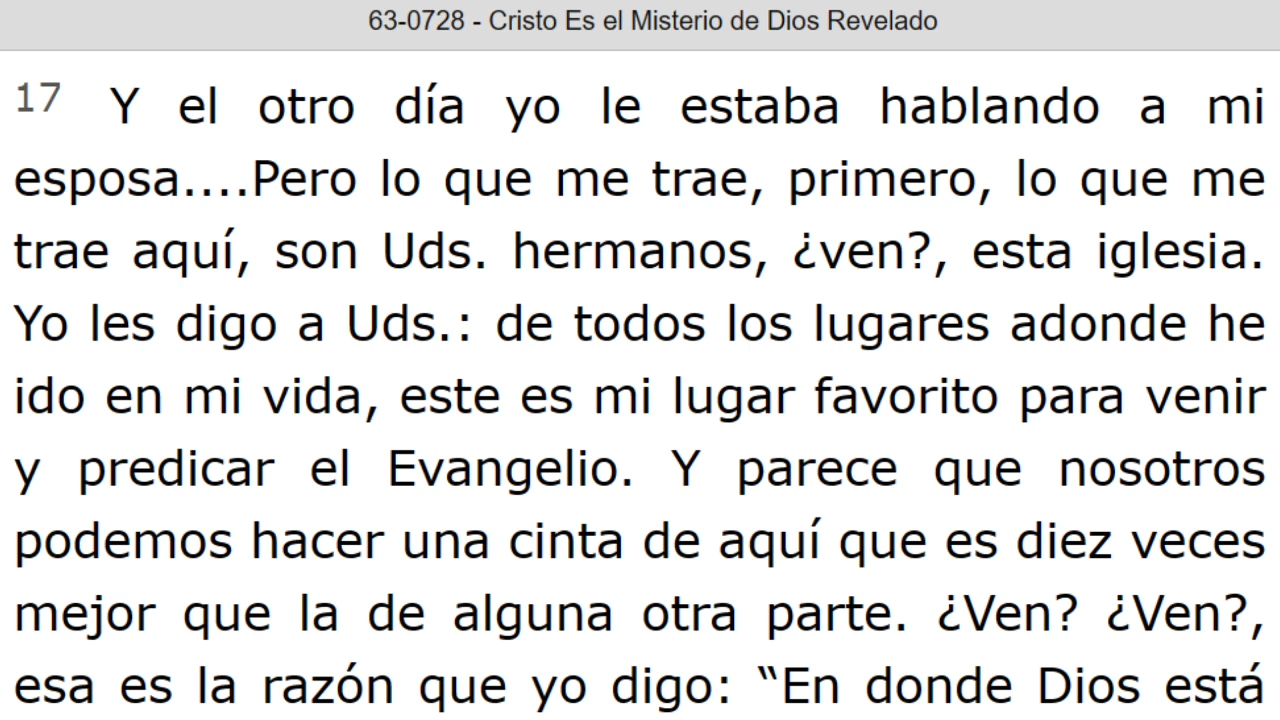 63-0728 - Cristo Es el Misterio de Dios Revelado
17 Y el otro día yo le estaba hablando a mi
esposa....Pero lo que me trae, primero, lo que me
trae aquí, son Uds. hermanos, ¿ven?, esta iglesia.
Yo les digo a Uds.: de todos los lugares adonde he
ido en mi vida, este es mi lugar favorito para venir
y predicar el Evangelio. Y parece que nosotros
podemos hacer una cinta de aquí que es diez veces
mejor que la de alguna otra parte. ¿Ven? ¿Ven?,
esa es la razón que yo digo: “En donde Dios está